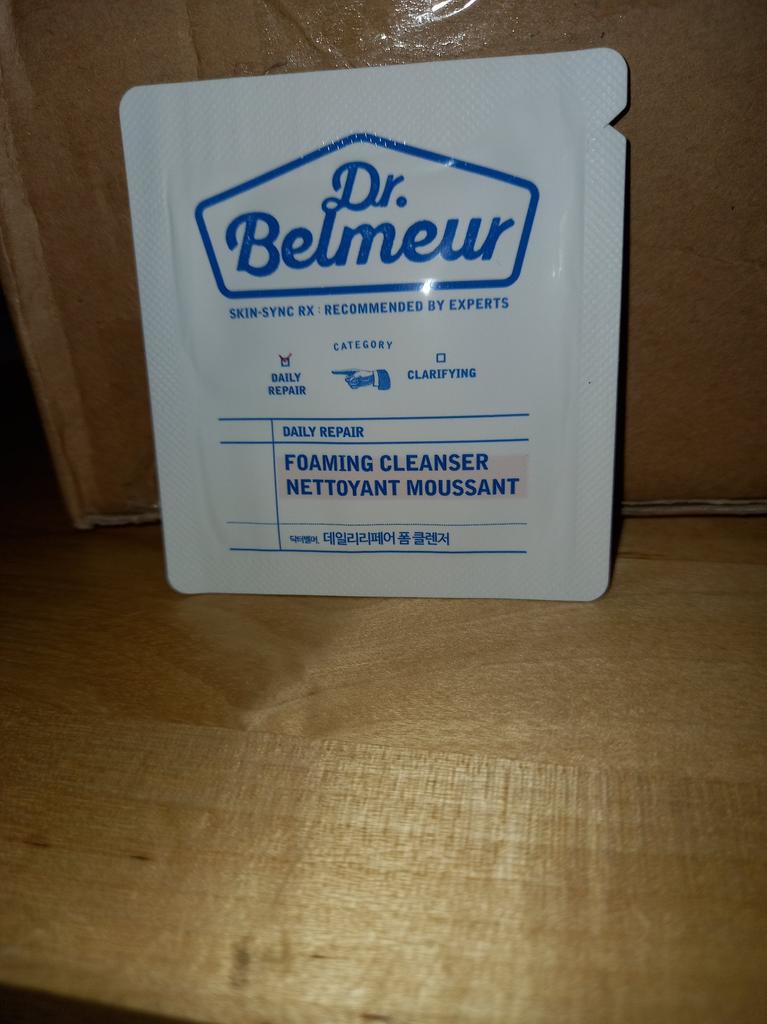 Dr.
Belmeur
SKIN-SYNC RX : RECOMMENDED BY EXPERTS
CATEGORY
DAILY
REPAIR
CLARIFYING
DAILY REPAIR
FOAMING CLEANSER
NETTOYANT MOUSSANT
닥터벨머. 데일리리페어 폼 클렌저